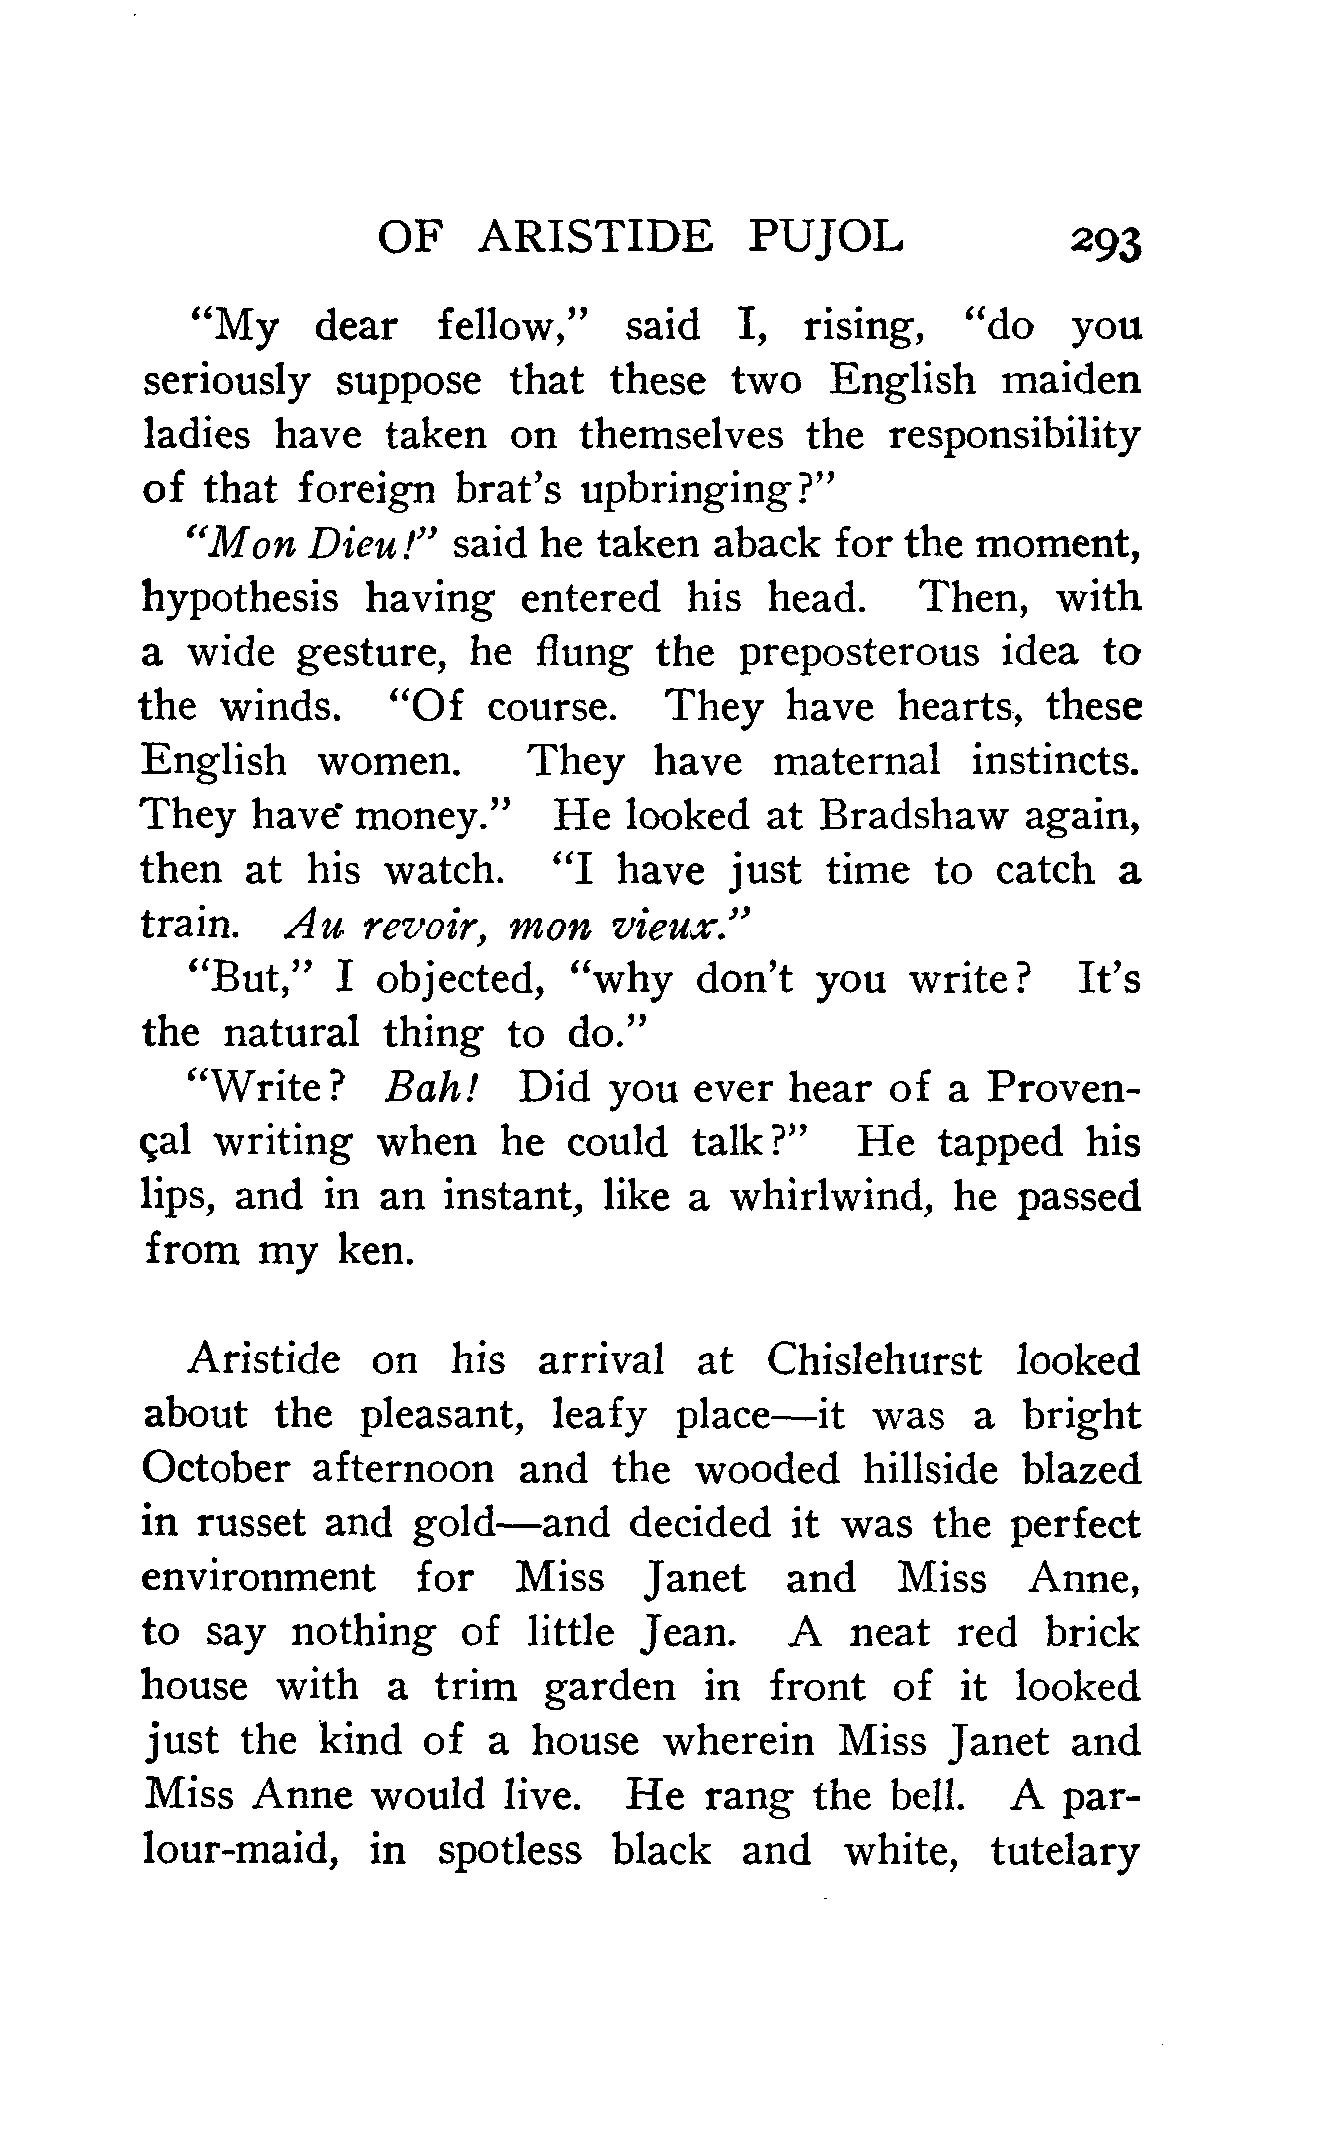 OF ARISTIDE PUJOL 293
“My dear fellow,” said I, rising, “do you
seriously suppose that these two English maiden
ladies have taken on themselves the responsibility
of that foreign brat’s upbringing?”
“Mon Dieu!” said he taken aback for the moment,
hypothesis having entered his head. Then, with
a wide gesture, he flung the preposterous idea to
the winds. “Of course. They have hearts, these
English women. They have maternal instincts.
They have money.” He looked at Bradshaw again,
then at his watch. “I have just time to catch a
train. Au revoir, mon vieux.”
“But,” I objected, “why don’t you write? It’s
the natural thing to do.”
“Write? Bah! Did you ever hear of a Proven-
çal writing when he could talk?” He tapped his
lips, and in an instant, like a whirlwind, he passed
from my ken.
Aristide on his arrival at Chislehurst looked
about the pleasant, leafy place—it was a bright
October afternoon and the wooded hillside blazed
in russet and gold—and decided it was the perfect
environment for Miss Janet and Miss Anne,
to say nothing of little Jean. A neat red brick
house with a trim garden in front of it looked
just the kind of a house wherein Miss Janet and
Miss Anne would live. He rang the bell. A par-
lour-maid, in spotless black and white, tutelary